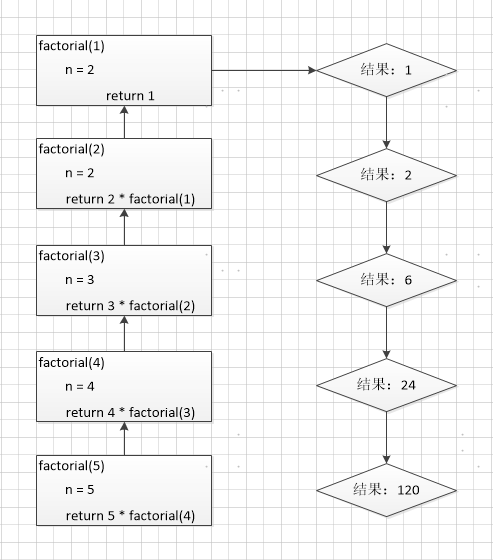 factorial(1)
n = 2
return 1
结果：1
factorial(2)
n = 2
return 2 * factorial(1)
结果：2
factorial(3)
n = 3
return 3 * factorial(2)
结果：6
factorial(4)
n = 4
return 4 * factorial(3)
结果：24
factorial(5)
n = 5
return 5 * factorial(4)
结果：120